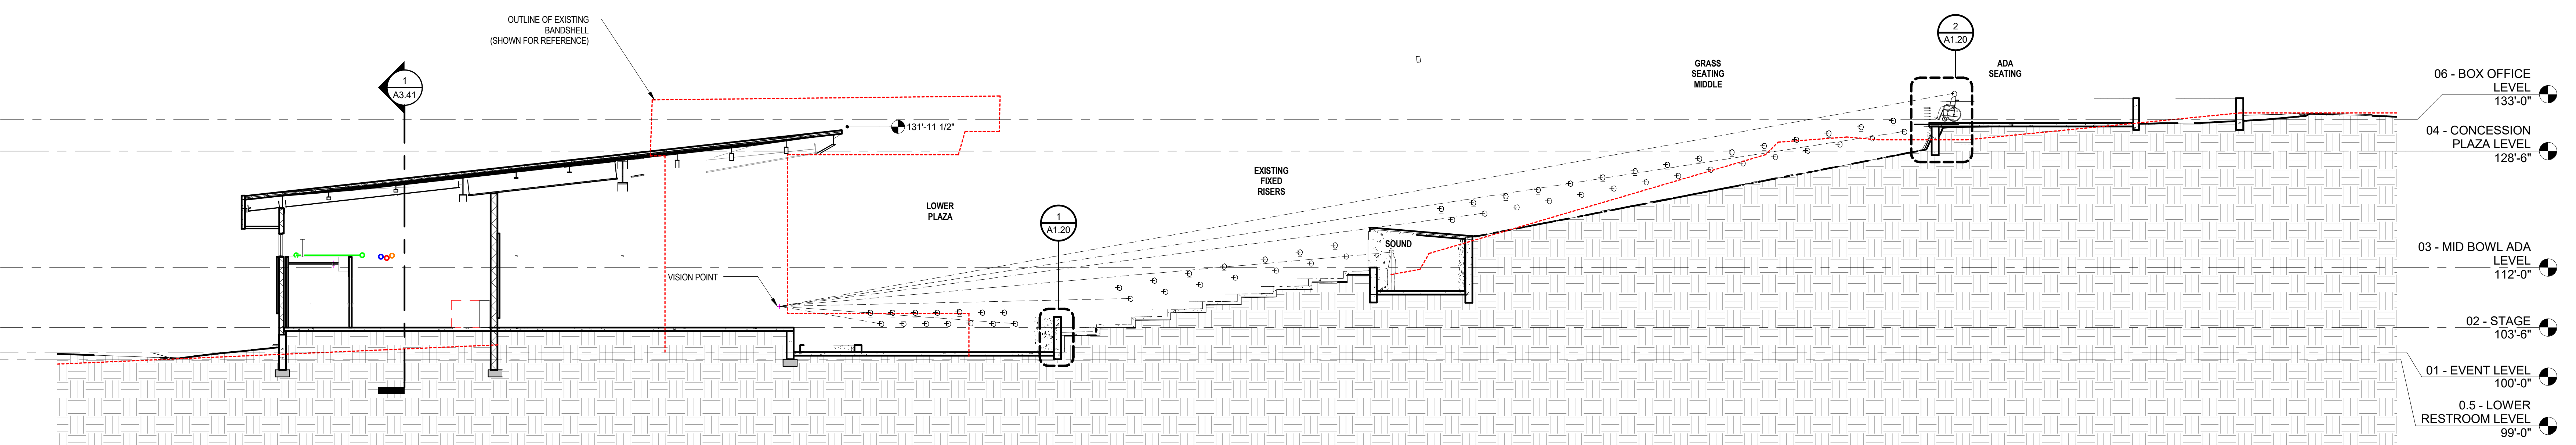 OUTLINE OF EXISTING
BANDSHELL
(SHOWN FOR REFERENCE)
1
A3.41
131'-11 1/2"
LOWER
PLAZA
VISION POINT
1
A1.20
EXISTING
FIXED
RISERS
SOUND
GRASS
SEATING
MIDDLE
2
A1.20
ADA
SEATING
06 - BOX OFFICE
LEVEL
133'-0"
04 - CONCESSION
PLAZA LEVEL
128'-6"
03 - MID BOWL ADA
LEVEL
112'-0"
02 - STAGE
103'-6"
01 - EVENT LEVEL
100'-0"
0.5 - LOWER
RESTROOM LEVEL
99'-0"